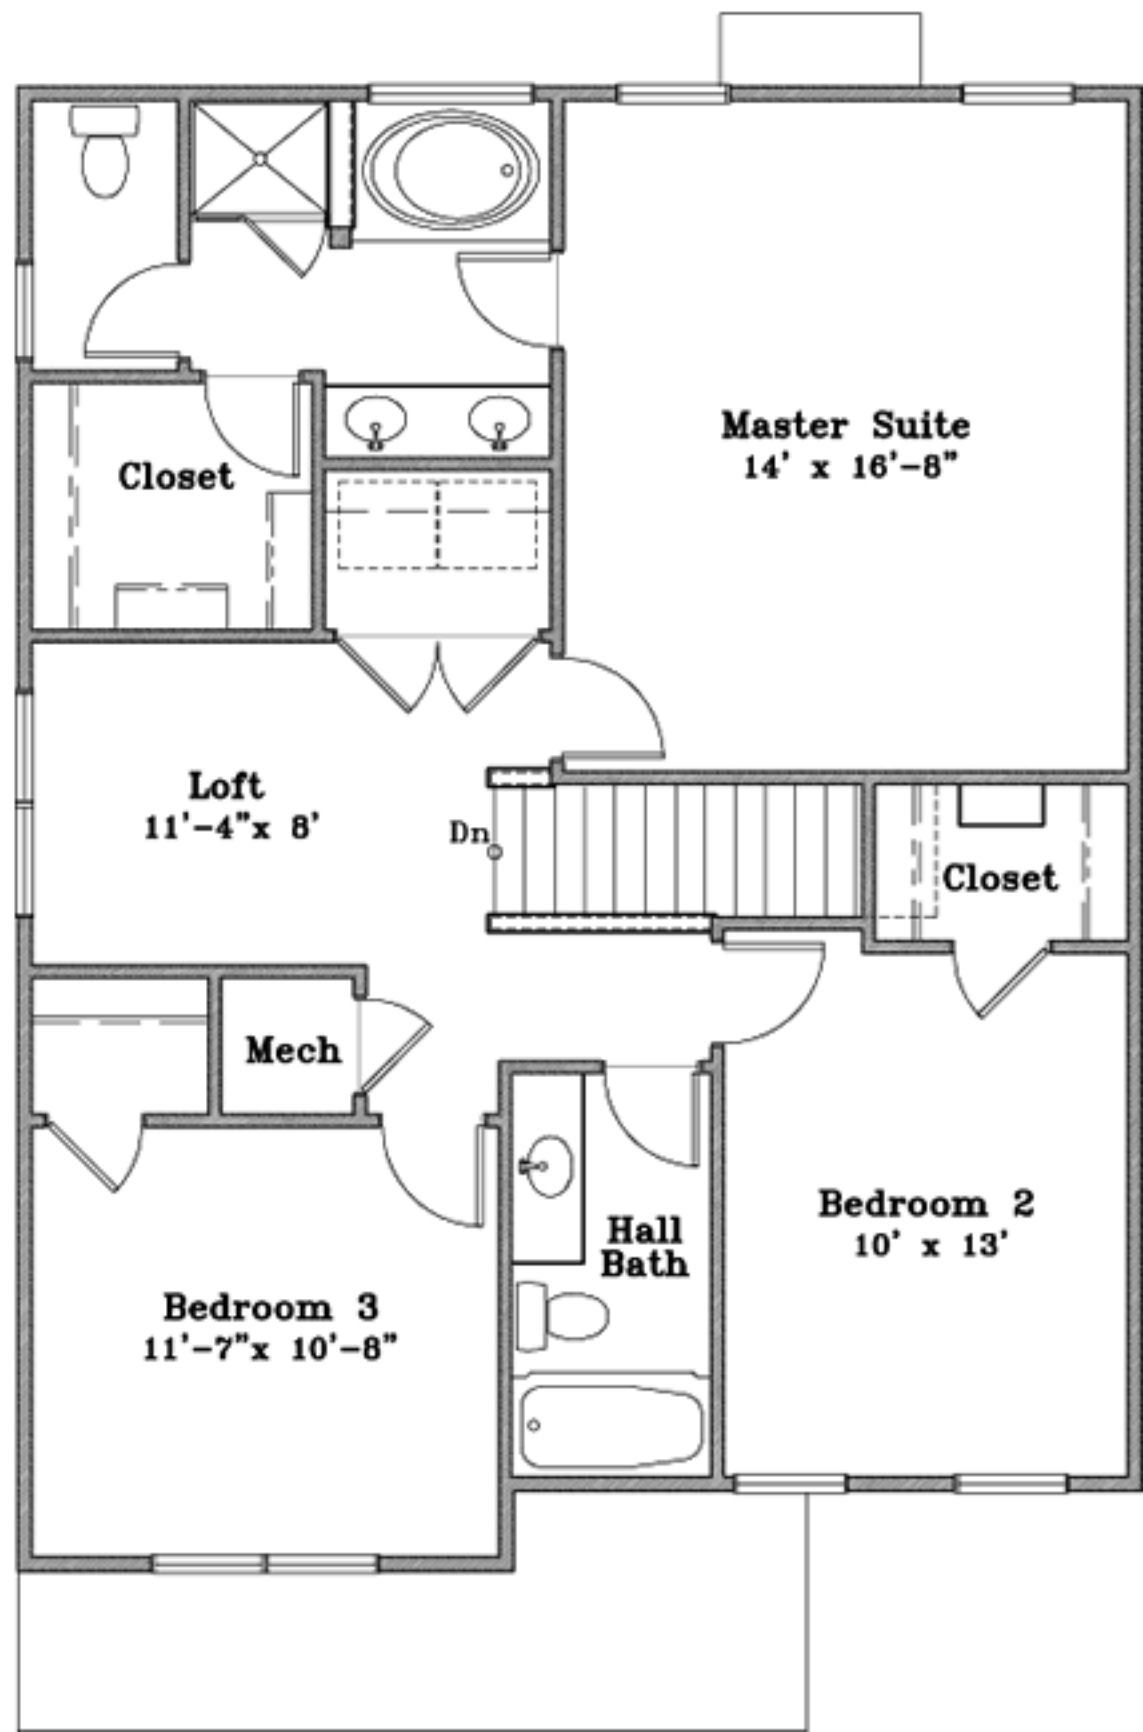 Master Suite
14' x 16'-8"
Closet
Loft
11'-4"x 8'
Dn
Closet
Mech
Bedroom 2
10' x 13'
Hall
Bath
Bedroom 3
11'-7"x 10'-8"